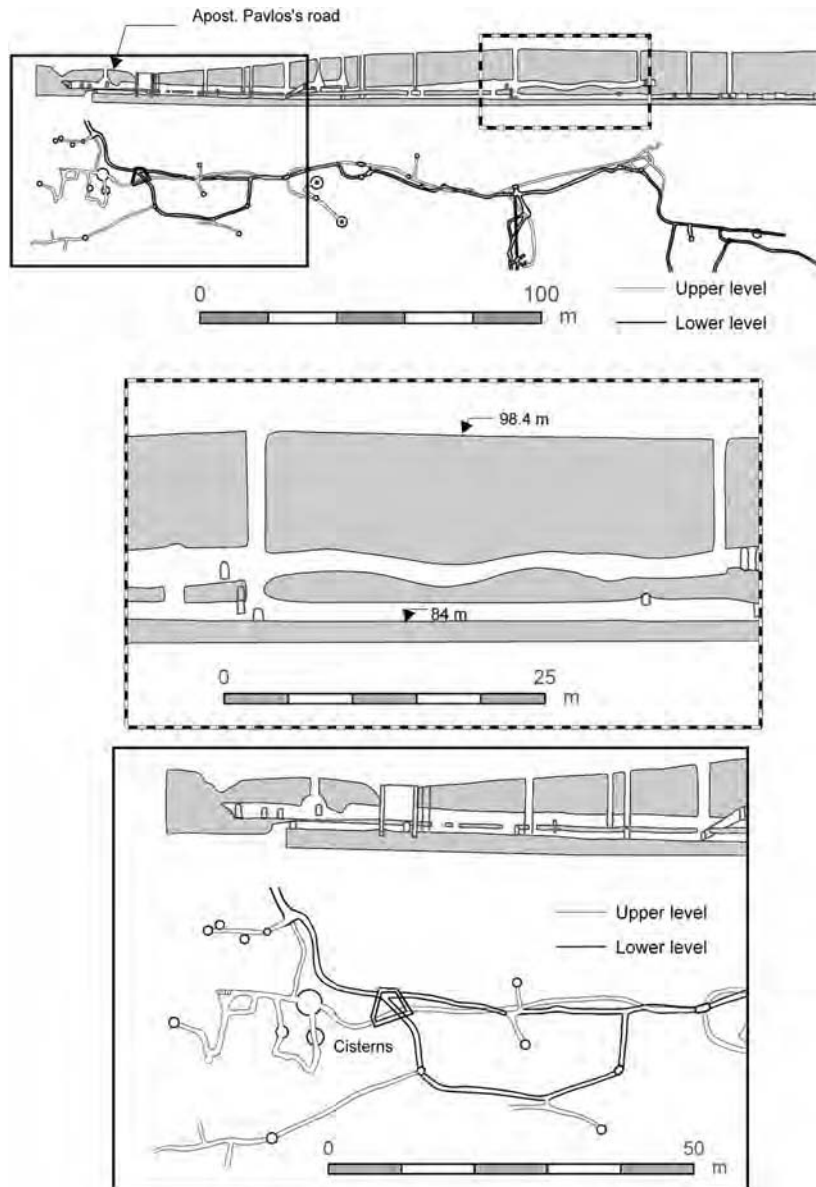 Apost. Pavlos's road
0 100
m
Upper level
Lower level
98.4 m
84 m
0 25
m
Upper level
Lower level
Cisterns
0 50
m